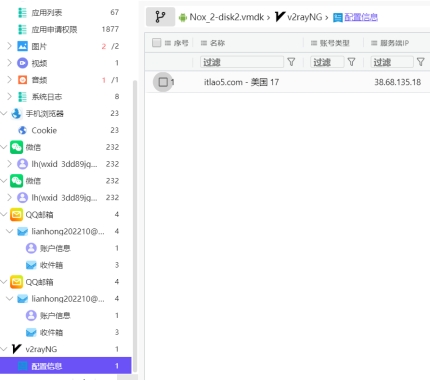 应用列表 67
应用申请权限 1877
图片 2 /2
视频 1
音频 1 /1
系统日志 8
手机浏览器 23
Cookie 23
微信 232
lh(wxid_3dd89jg... 232
微信 232
lh(wxid_3dd89jg... 232
QQ邮箱 4
lianhong202210@... 4
账户信息 1
收件箱 3
QQ邮箱 4
lianhong202210@... 4
账户信息 1
收件箱 3
v2rayNG 1
配置信息 1
Nox_2-disk2.vmdk › v2rayNG › 配置信息
序号 名称 账号类型 服务端IP
过滤 过滤 过滤
1 itlao5.com - 美国 17 38.68.135.18